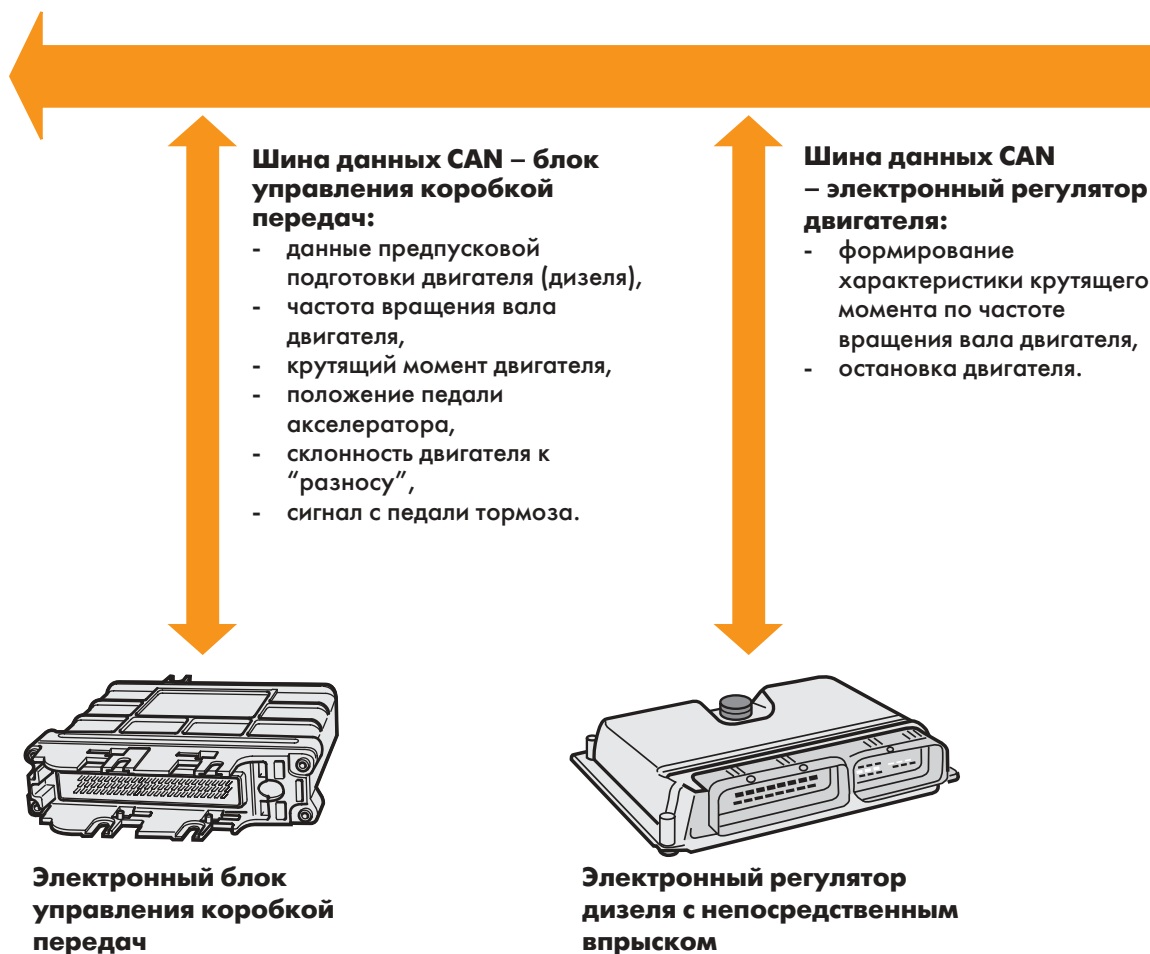 Шина данных CAN – блок
управления коробкой
передач:
- данные предпусковой
подготовки двигателя (дизеля),
- частота вращения вала
двигателя,
- крутящий момент двигателя,
- положение педали
акселератора,
- склонность двигателя к
“разносу”,
- сигнал с педали тормоза.
Шина данных CAN
– электронный регулятор
двигателя:
- формирование
характеристики крутящего
момента по частоте
вращения вала двигателя,
- остановка двигателя.
Электронный блок
управления коробкой
передач
Электронный регулятор
дизеля с непосредственным
впрыском